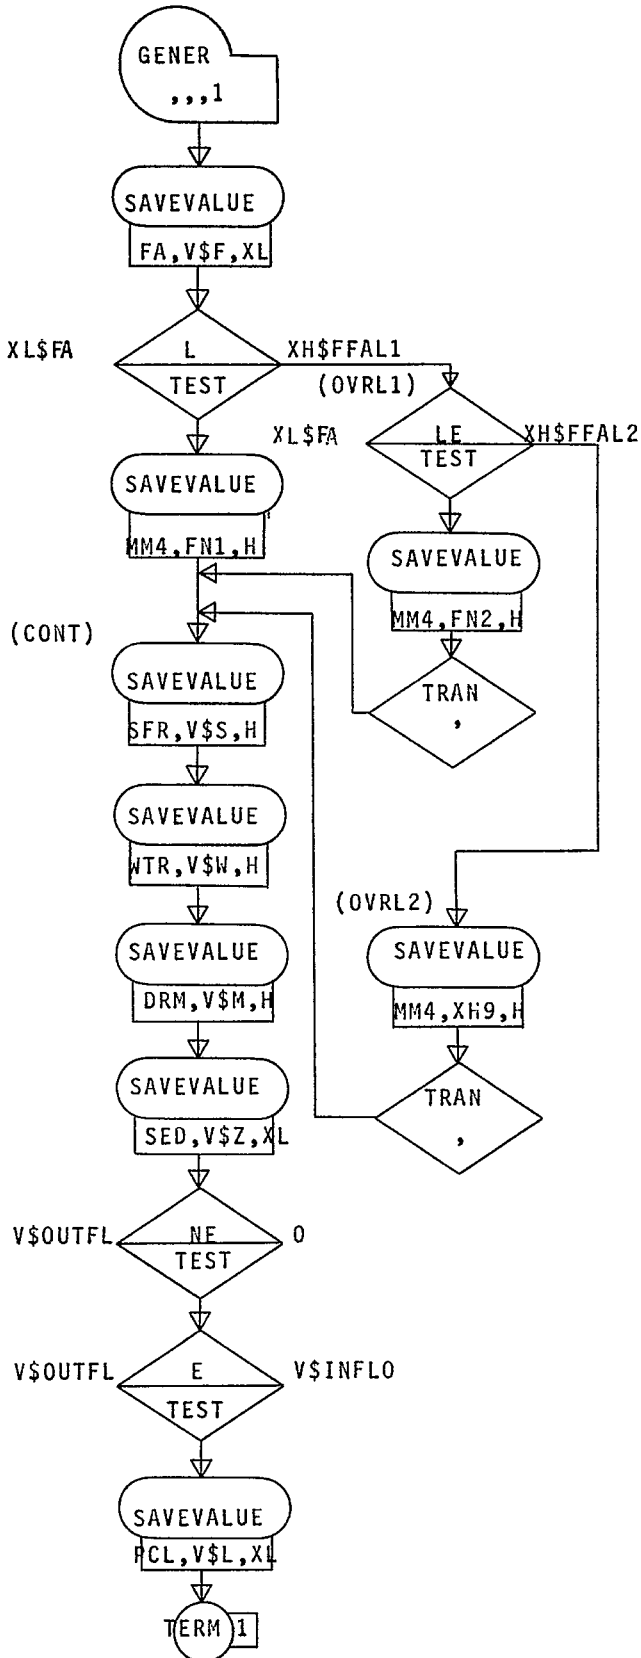 GENER
,,,1
SAVEVALUE
FA,V$F,XL
XL$FA
L
TEST
XH$FFAL1
(OVRL1)
XL$FA
LE
TEST
XH$FFAL2
SAVEVALUE
MM4,FN1,H
SAVEVALUE
MM4,FN2,H
TRAN
,
(CONT)
SAVEVALUE
SFR,V$S,H
SAVEVALUE
WTR,V$W,H
(OVRL2)
SAVEVALUE
MM4,XH9,H
TRAN
,
SAVEVALUE
DRM,V$M,H
SAVEVALUE
SED,V$Z,XL
V$OUTFL
NE
TEST
0
V$OUTFL
E
TEST
V$INFLO
SAVEVALUE
PCL,V$L,XL
TERM 1